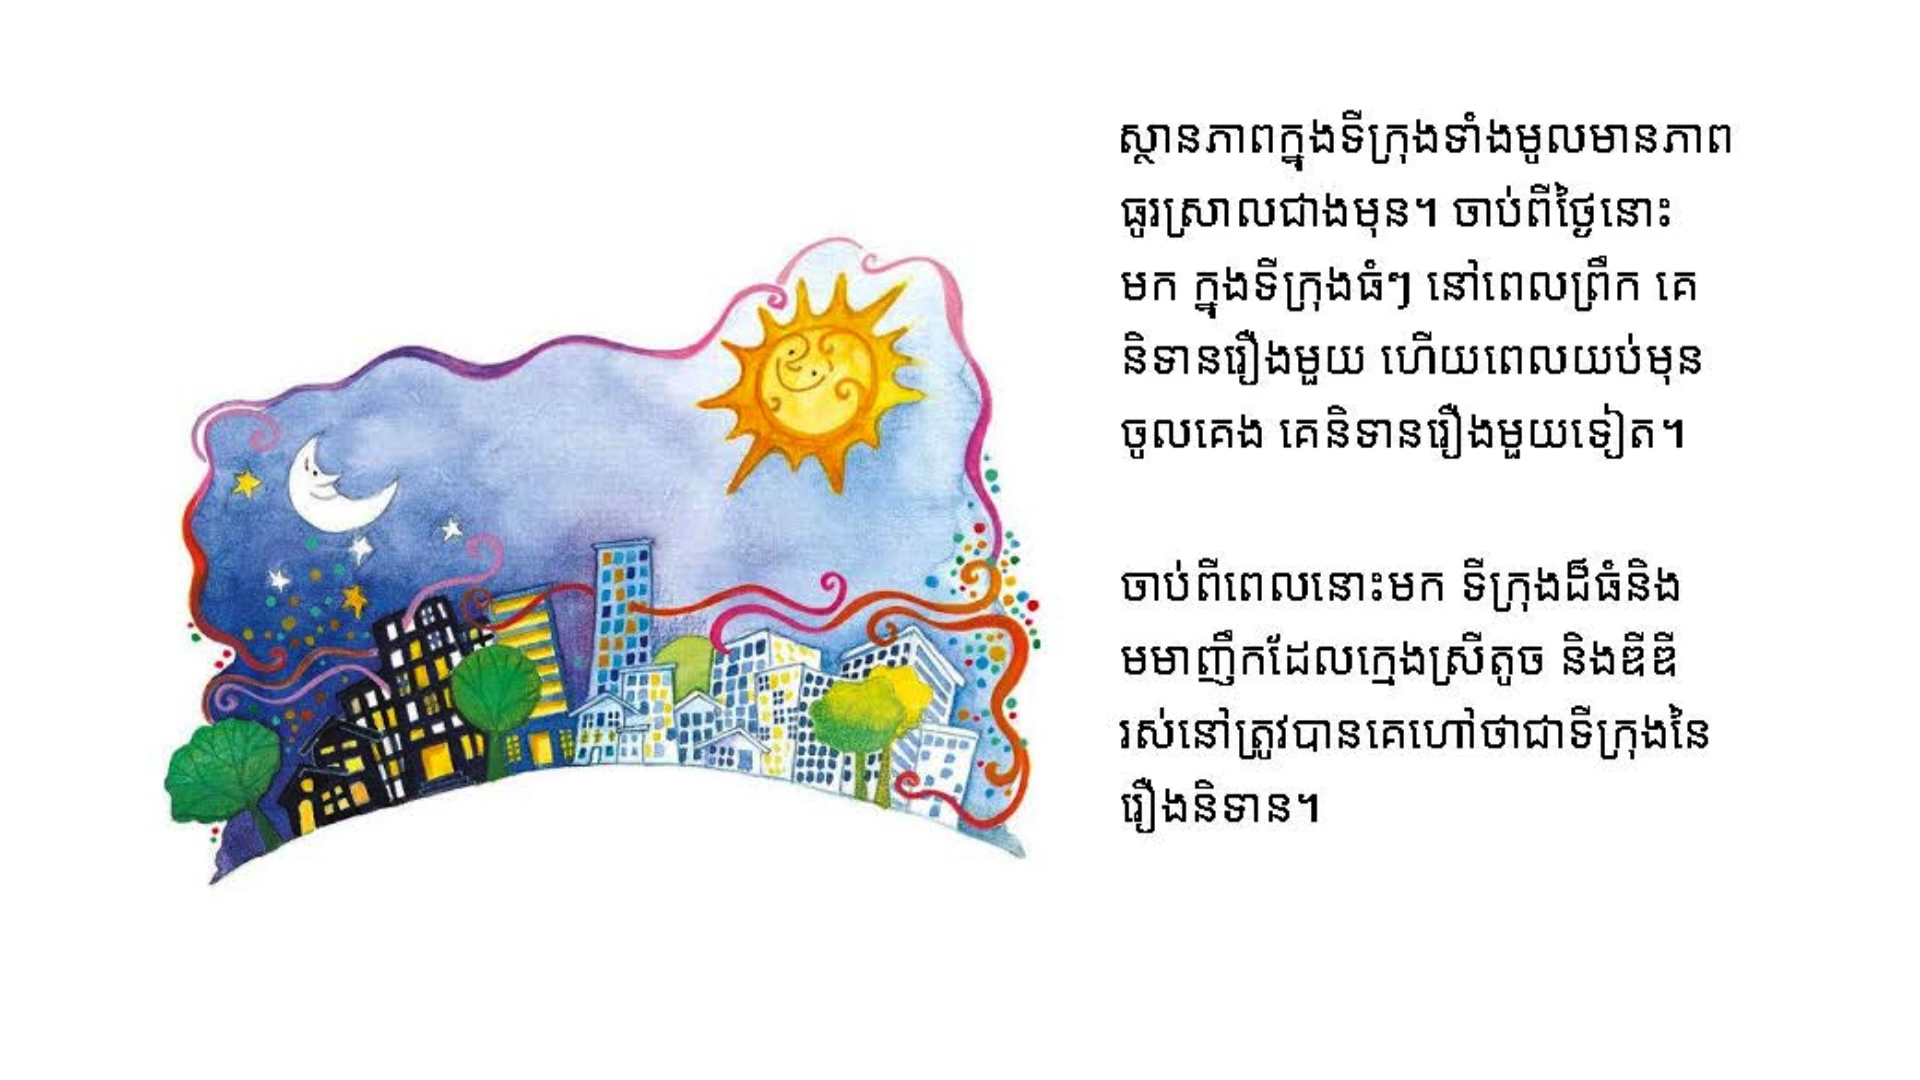 ស្ថានភាពក្នុងទីក្រុងទាំងមូលមានភាព
ធូរស្រាលជាងមុន។ ចាប់ពីថ្ងៃនោះ
មក ក្នុងទីក្រុងធំៗ នៅពេលព្រឹក គេ
និទានរឿងមួយ ហើយពេលយប់មុន
ចូលគេង គេនិទានរឿងមួយទៀត។
ចាប់ពីពេលនោះមក ទីក្រុងដ៏ធំនិង
មមាញឹកដែលក្មេងស្រីតូច និងឌីឌី
រស់នៅត្រូវបានគេហៅថាជាទីក្រុងនៃ
រឿងនិទាន។